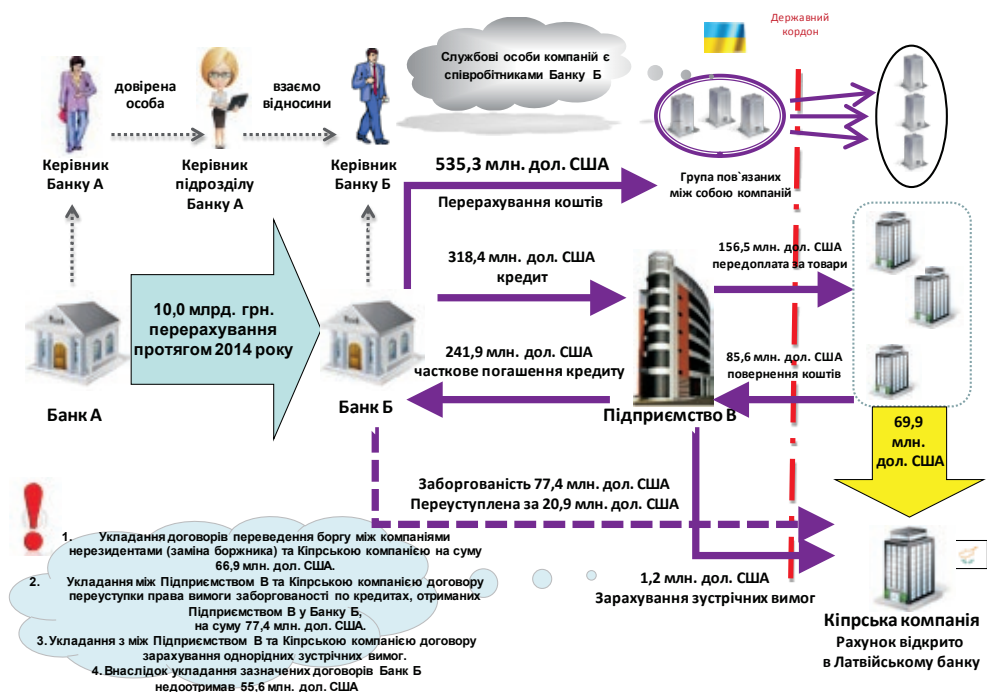 Державний
кордон
Службові особи компаній є
співробітниками Банку Б
довірена
особа
взаємо
відносини
Керівник
Банку А
Керівник
підрозділу
Банку А
Керівник
Банку Б
535,3 млн. дол. США
Перерахування коштів
Група пов`язаних
між собою компаній
318,4 млн. дол. США
кредит
156,5 млн. дол. США
передоплата за товари
10,0 млрд. грн.
перерахування
протягом 2014 року
241,9 млн. дол. США
часткове погашення кредиту
85,6 млн. дол. США
повернення коштів
Банк А
Банк Б
Підприємство В
69,9
млн.
дол. США
Заборгованість 77,4 млн. дол. США
Переуступлена за 20,9 млн. дол. США
1. Укладання договорів переведення боргу між компаніями
нерезидентами (заміна боржника) та Кіпрською компанією на суму
66,9 млн. дол. США.
2. Укладання між Підприємством В та Кіпрською компанією договору
переуступки права вимоги заборгованості по кредитах, отриманих
Підприємством В у Банку Б,
на суму 77,4 млн. дол. США.
3. Укладання з між Підприємством В та Кіпрською компанією договору
зарахування однорідних зустрічних вимог.
4. Внаслідок укладання зазначених договорів Банк Б
недоотримав 55,6 млн. дол. США
1,2 млн. дол. США
Зарахування зустрічних вимог
Кіпрська компанія
Рахунок відкрито
в Латвійському банку